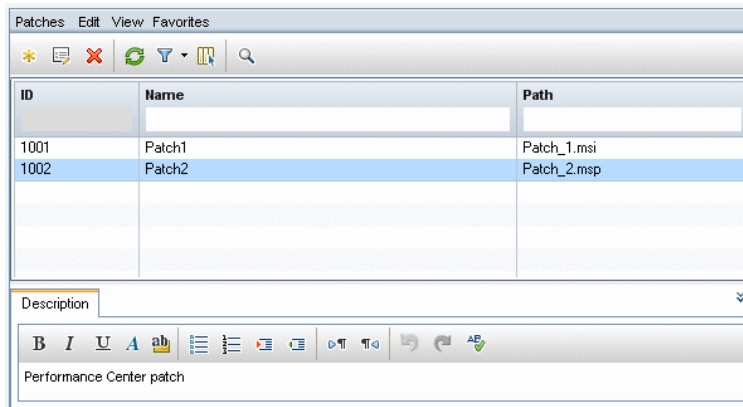 Patches Edit View Favorites
ID Name Path
1001 Patch1 Patch_1.msi
1002 Patch2 Patch_2.msp
Description
B I U A ab
Performance Center patch